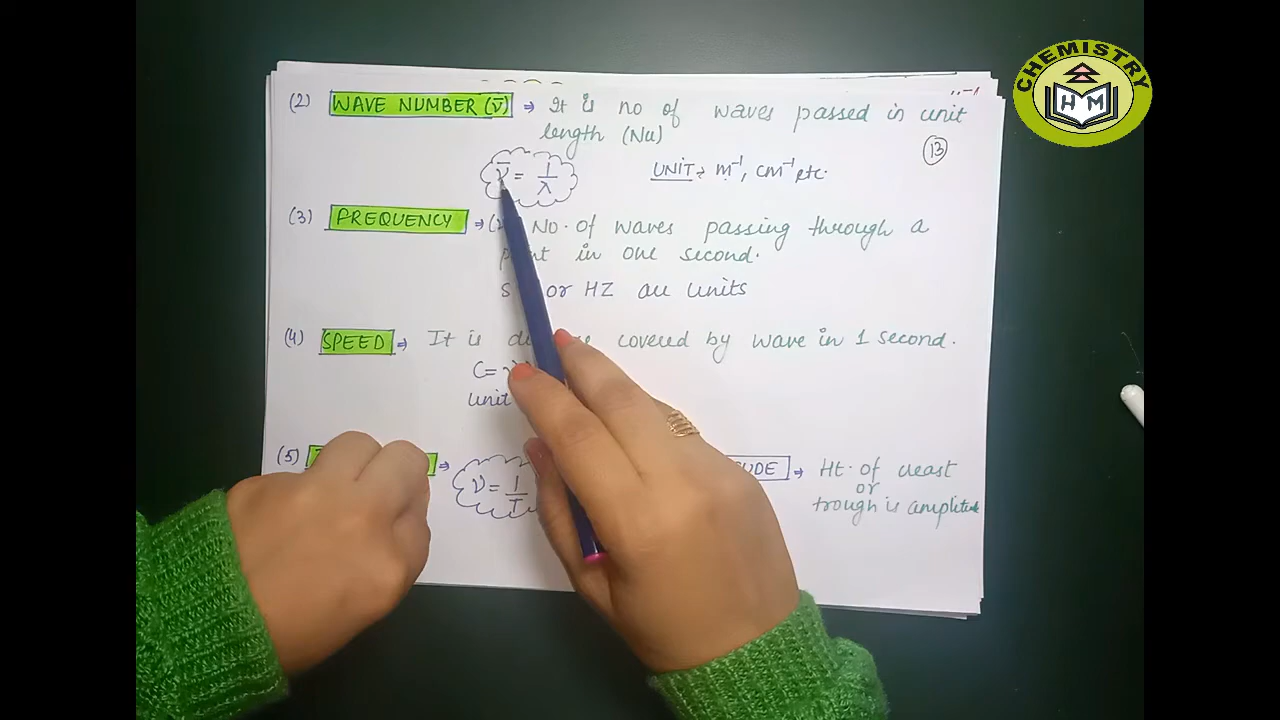 CHEMISTRY
H M
(2) WAVE NUMBER (ν̅) ⇒ It is no of waves passed in unit
length (Nu)
13
ν̅ = 1/λ UNIT → m⁻¹, cm⁻¹ etc.
(3) FREQUENCY ⇒ No. of waves passing through a
in one second.
or HZ are units
(4) SPEED ⇒ It is covered by wave in 1 second.
C= ν
Unit
(5) ⇒ ν = 1/T ⇒ Ht. of creast
or
trough is amplitude